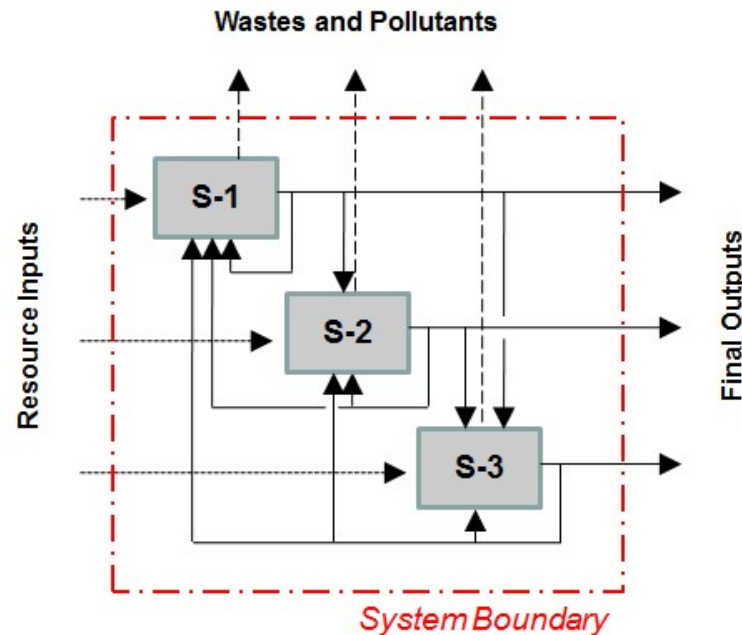 Wastes and Pollutants
Resource Inputs
S-1
S-2
S-3
Final Outputs
System Boundary